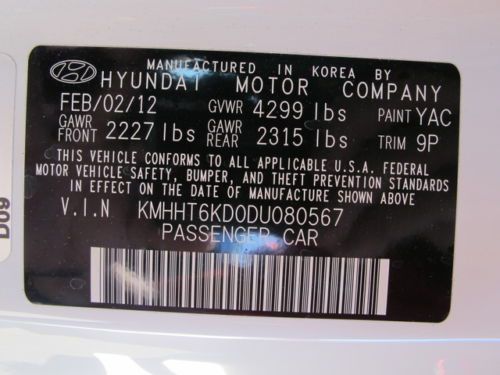 MANUFACTURED IN KOREA BY
HYUNDAI MOTOR COMPANY
FEB/02/12 GVWR 4299 lbs PAINT YAC
GAWR FRONT 2227 lbs GAWR REAR 2315 lbs TRIM 9P
THIS VEHICLE CONFORMS TO ALL APPLICABLE U.S.A. FEDERAL
MOTOR VEHICLE SAFETY, BUMPER, AND THEFT PREVENTION STANDARDS
IN EFFECT ON THE DATE OF MANUFACTURE SHOWN ABOVE.
V.I.N KMHHT6KD0DU080567
PASSENGER CAR
D09